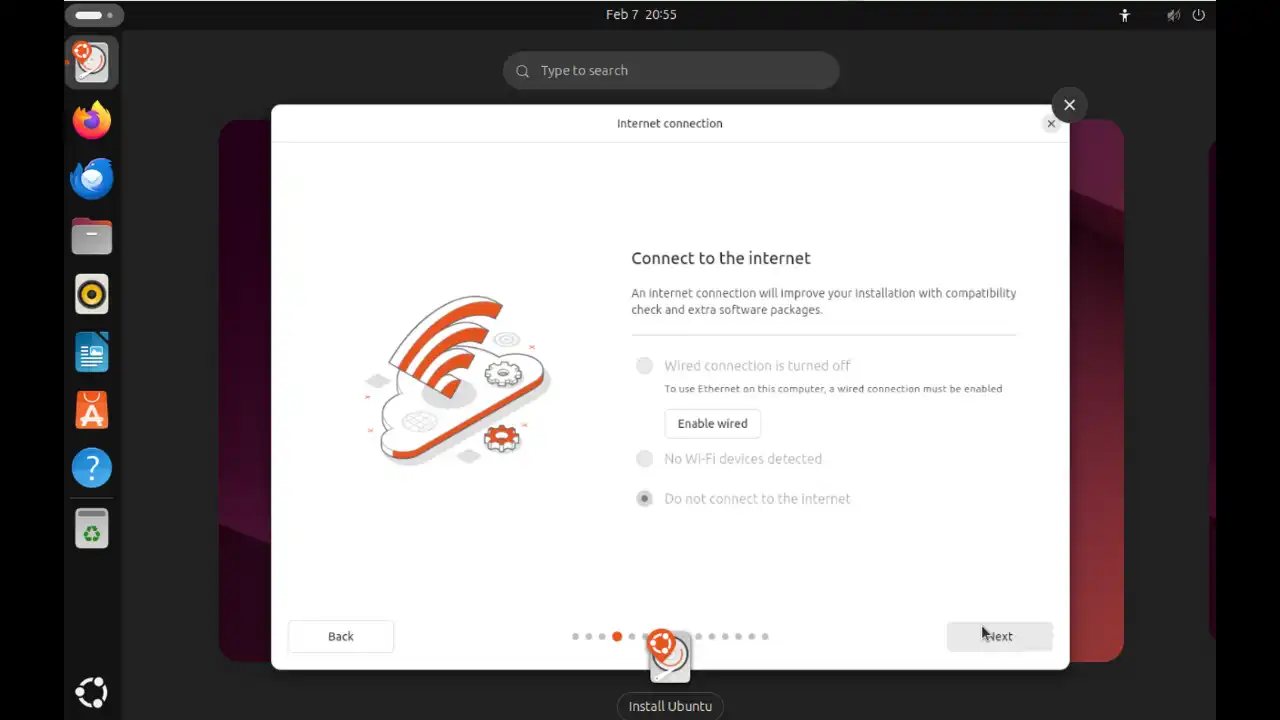 Feb 7 20:55
Type to search
Internet connection
Connect to the internet
An internet connection will improve your installation with compatibility
check and extra software packages.
Wired connection is turned off
To use Ethernet on this computer, a wired connection must be enabled
Enable wired
No Wi-Fi devices detected
Do not connect to the internet
Back
Next
Install Ubuntu